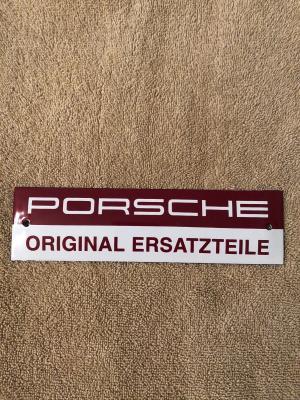 PORSCHE
ORIGINAL ERSATZTEILE